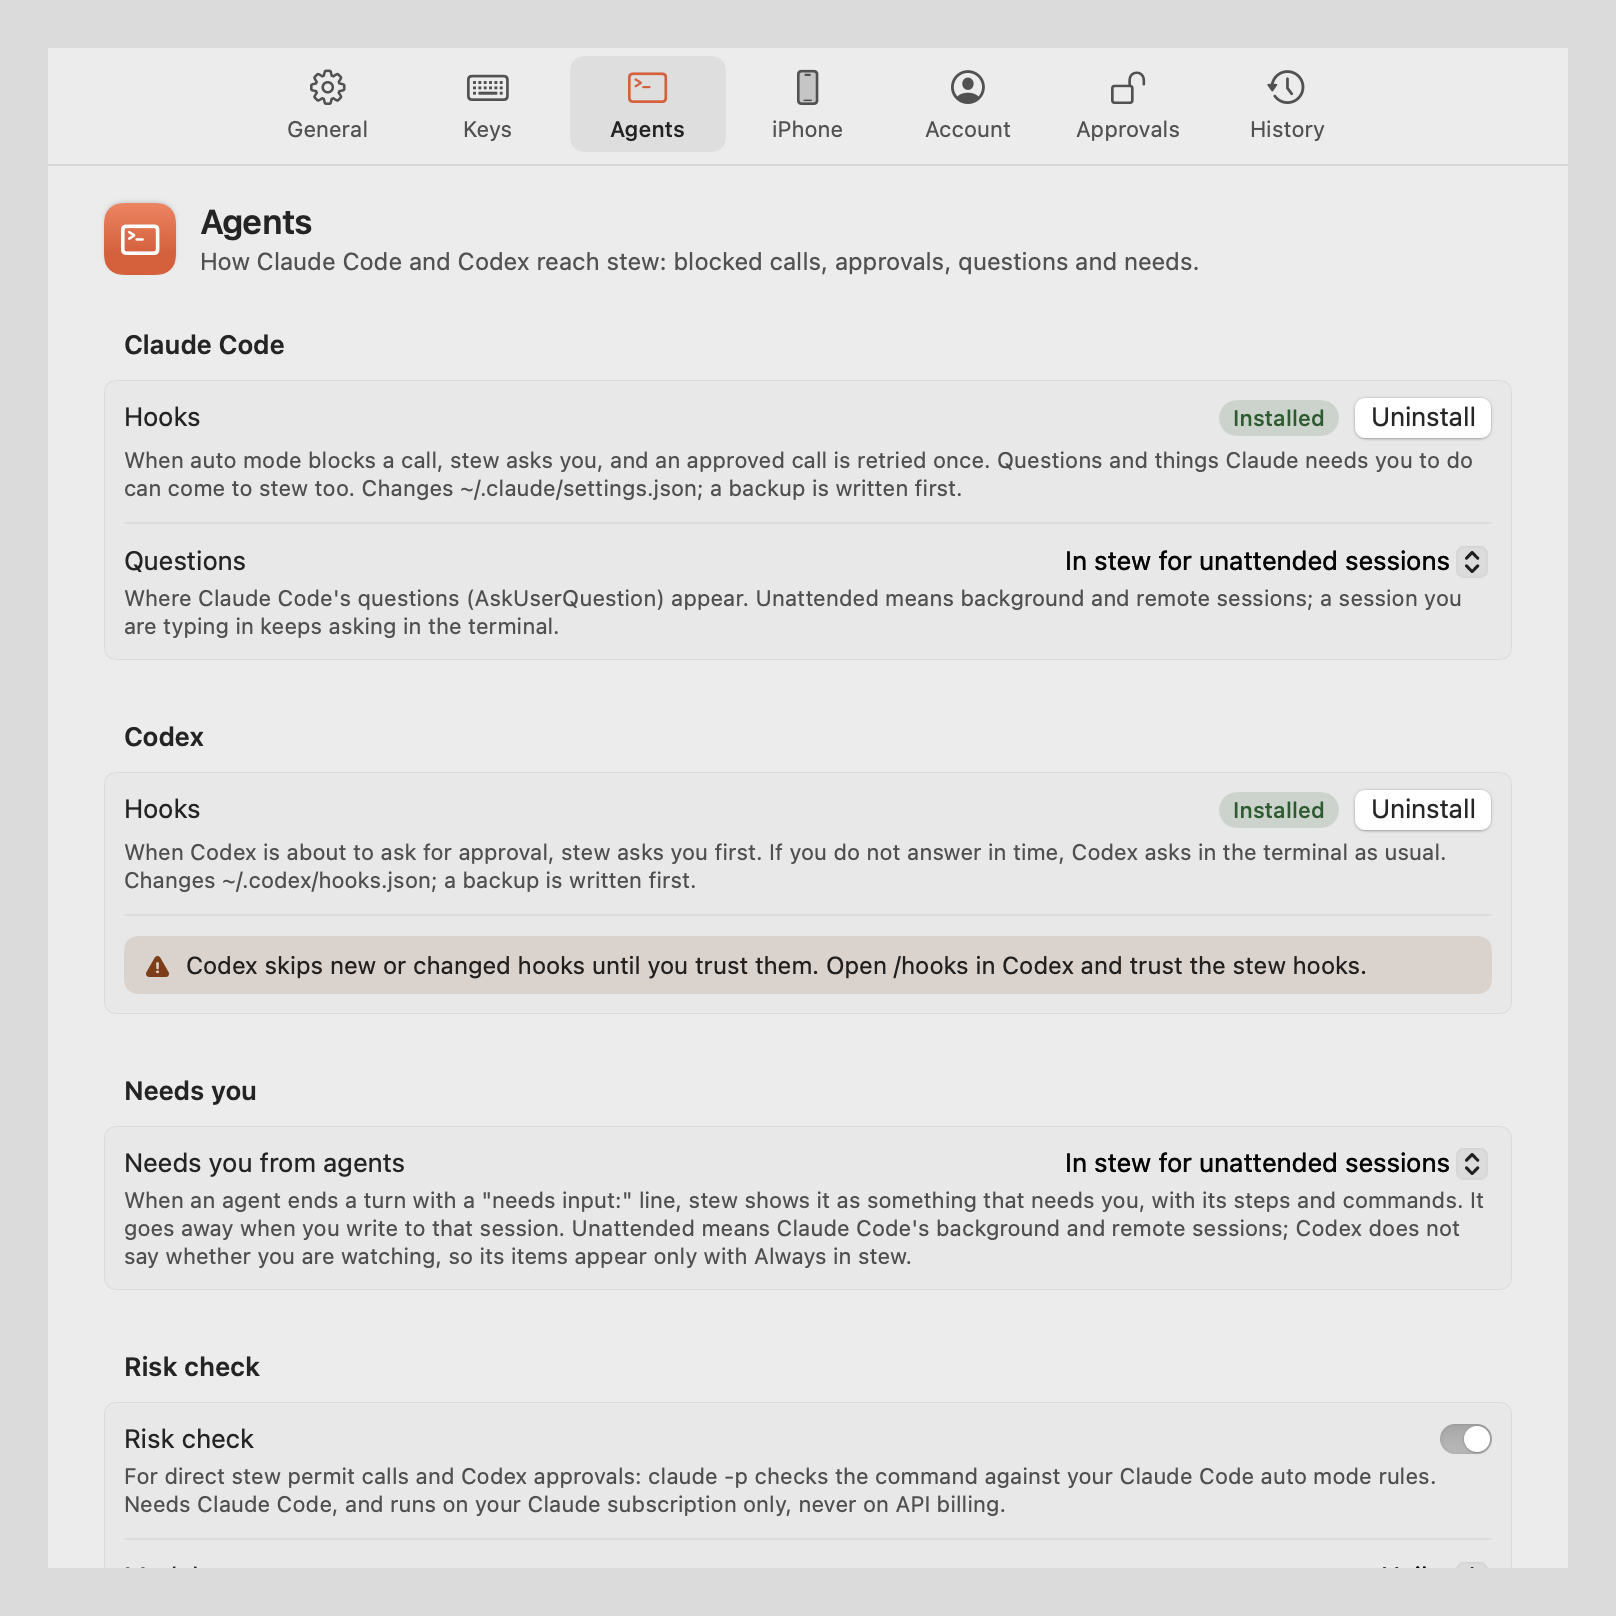 General
Keys
Agents
iPhone
Account
Approvals
History
Agents
How Claude Code and Codex reach stew: blocked calls, approvals, questions and needs.
Claude Code
Hooks
Installed
Uninstall
When auto mode blocks a call, stew asks you, and an approved call is retried once. Questions and things Claude needs you to do
can come to stew too. Changes ~/.claude/settings.json; a backup is written first.
Questions
In stew for unattended sessions
Where Claude Code's questions (AskUserQuestion) appear. Unattended means background and remote sessions; a session you
are typing in keeps asking in the terminal.
Codex
Hooks
Installed
Uninstall
When Codex is about to ask for approval, stew asks you first. If you do not answer in time, Codex asks in the terminal as usual.
Changes ~/.codex/hooks.json; a backup is written first.
Codex skips new or changed hooks until you trust them. Open /hooks in Codex and trust the stew hooks.
Needs you
Needs you from agents
In stew for unattended sessions
When an agent ends a turn with a "needs input:" line, stew shows it as something that needs you, with its steps and commands. It
goes away when you write to that session. Unattended means Claude Code's background and remote sessions; Codex does not
say whether you are watching, so its items appear only with Always in stew.
Risk check
Risk check
For direct stew permit calls and Codex approvals: claude -p checks the command against your Claude Code auto mode rules.
Needs Claude Code, and runs on your Claude subscription only, never on API billing.